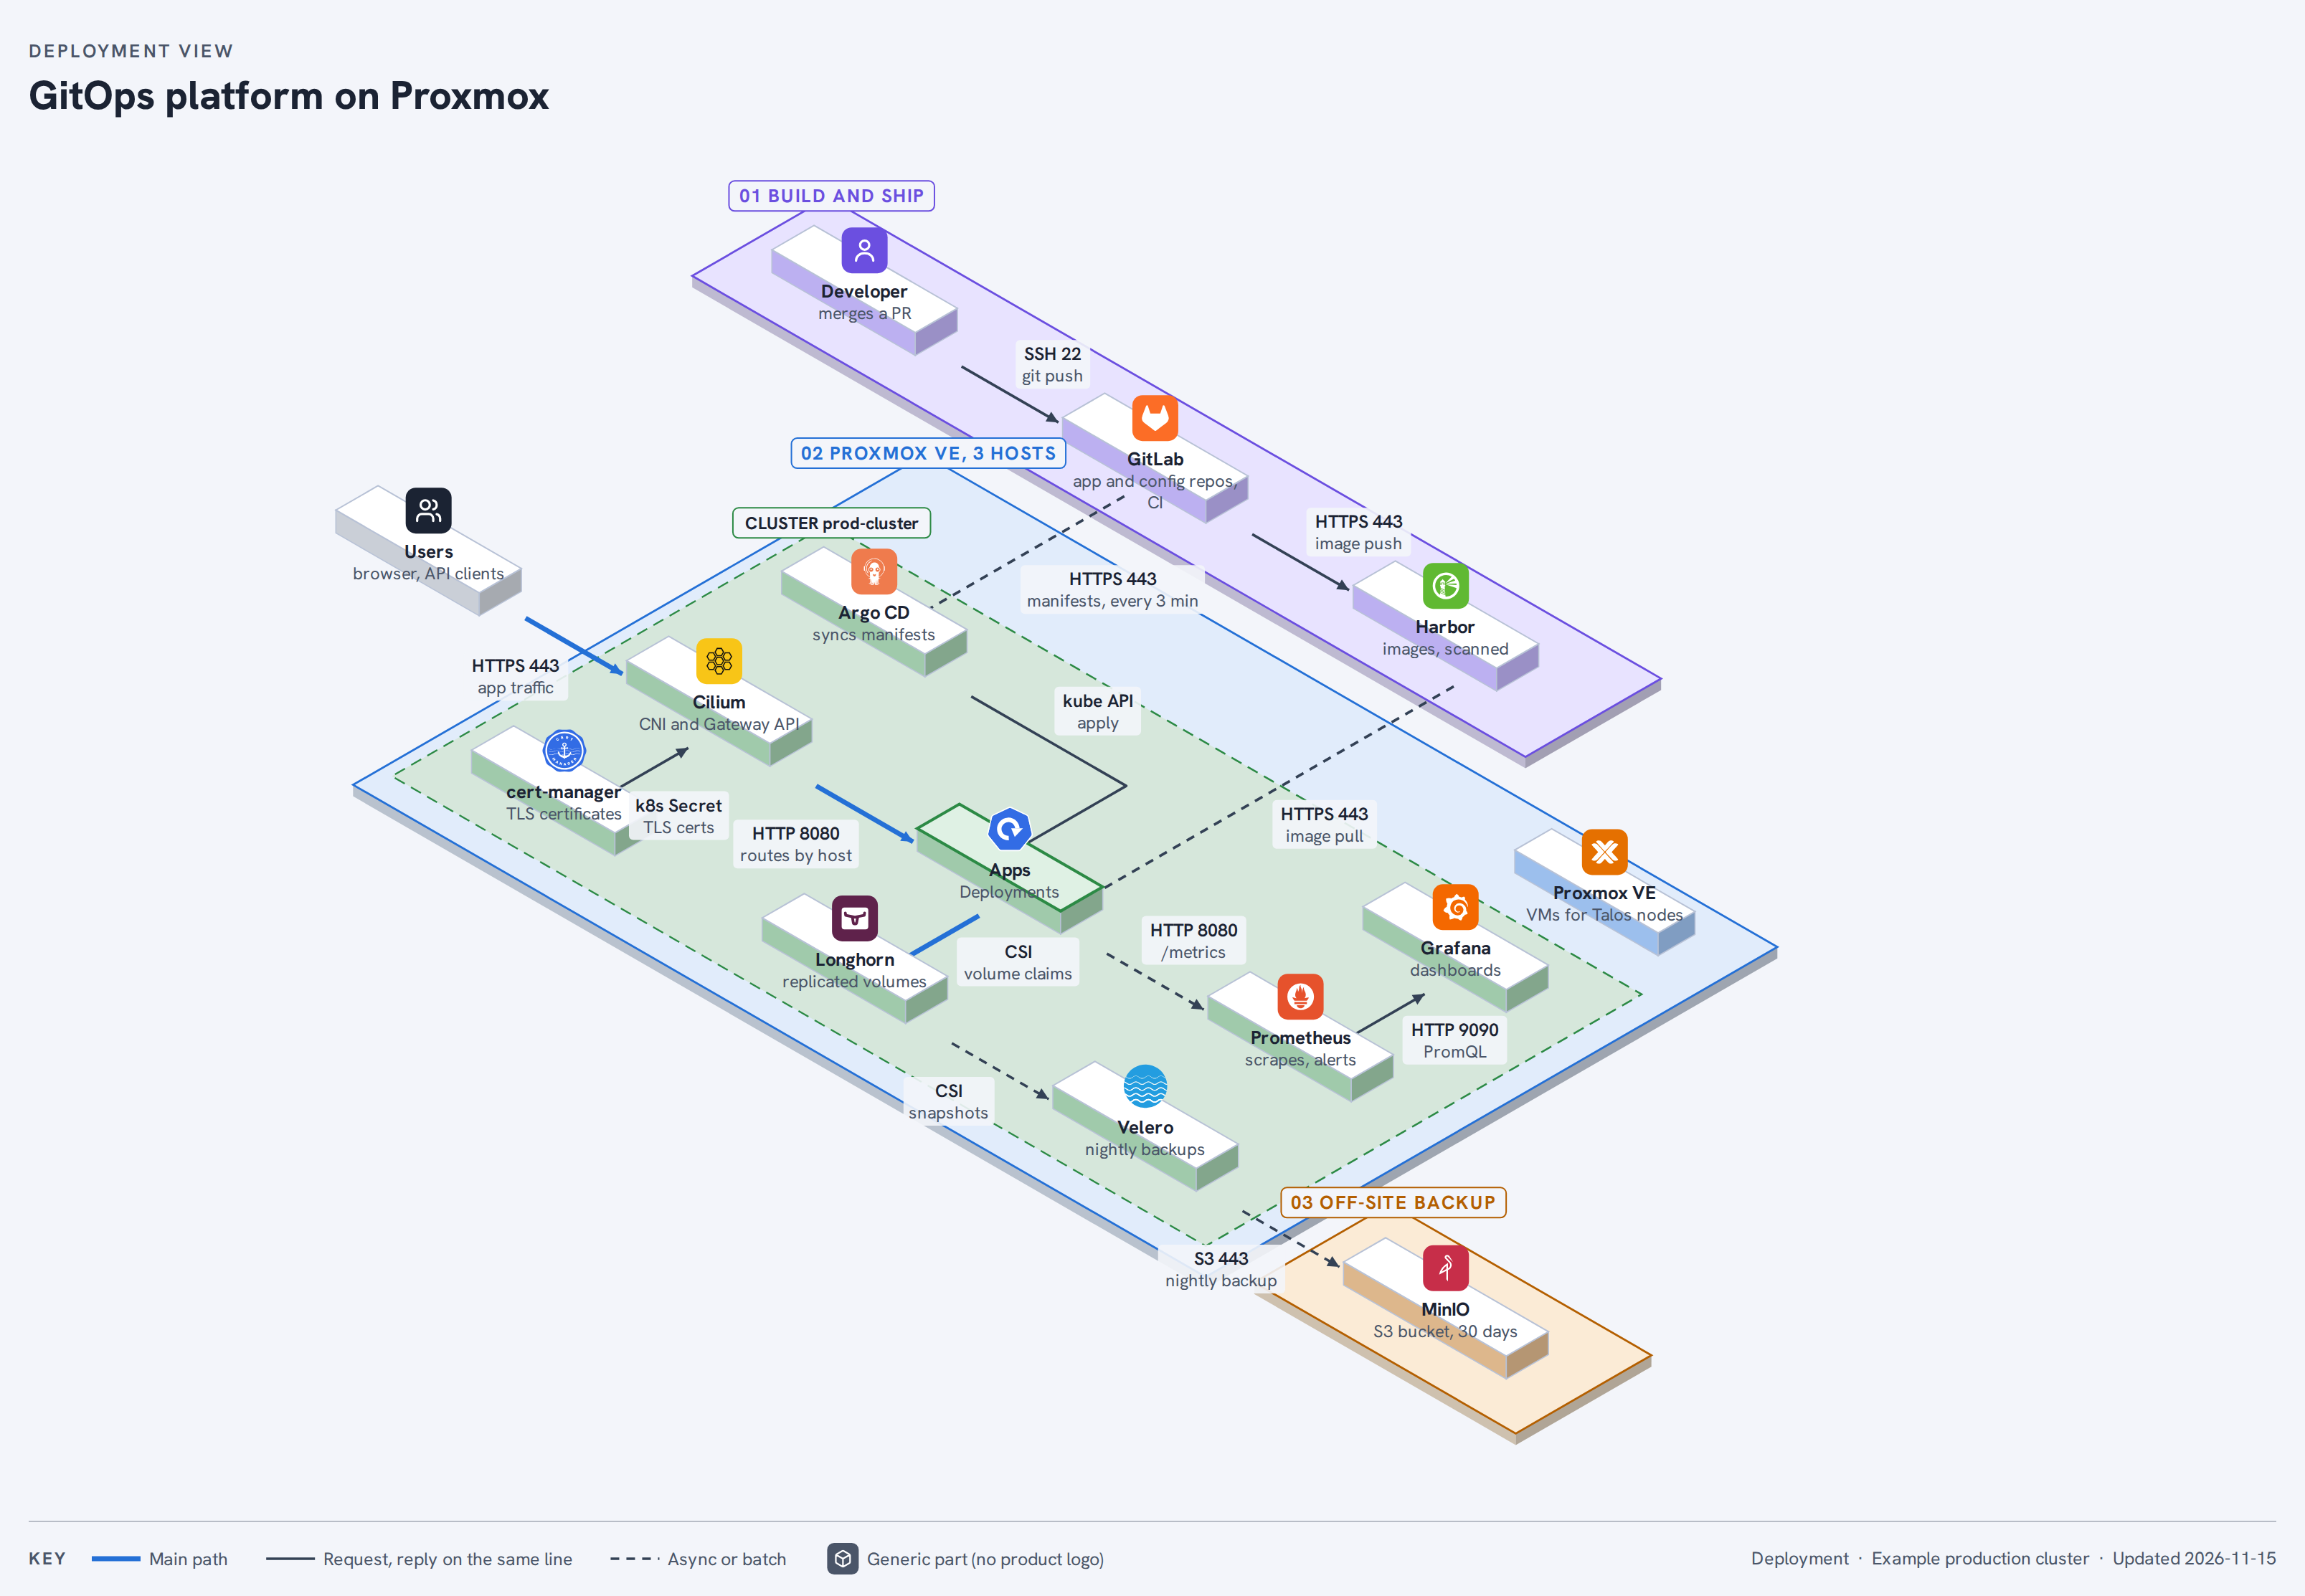 DEPLOYMENT VIEW
GitOps platform on Proxmox
01 BUILD AND SHIP
Developer
merges a PR
SSH 22
git push
GitLab
app and config repos,
CI
HTTPS 443
image push
Harbor
images, scanned
02 PROXMOX VE, 3 HOSTS
CLUSTER prod-cluster
Users
browser, API clients
HTTPS 443
app traffic
Argo CD
syncs manifests
HTTPS 443
manifests, every 3 min
Cilium
CNI and Gateway API
kube API
apply
cert-manager
TLS certificates
k8s Secret
TLS certs
HTTP 8080
routes by host
Apps
Deployments
HTTPS 443
image pull
Proxmox VE
VMs for Talos nodes
Longhorn
replicated volumes
CSI
volume claims
HTTP 8080
/metrics
Grafana
dashboards
Prometheus
scrapes, alerts
HTTP 9090
PromQL
CSI
snapshots
Velero
nightly backups
03 OFF-SITE BACKUP
S3 443
nightly backup
MinIO
S3 bucket, 30 days
KEY
Main path
Request, reply on the same line
Async or batch
Generic part (no product logo)
Deployment · Example production cluster · Updated 2026-11-15